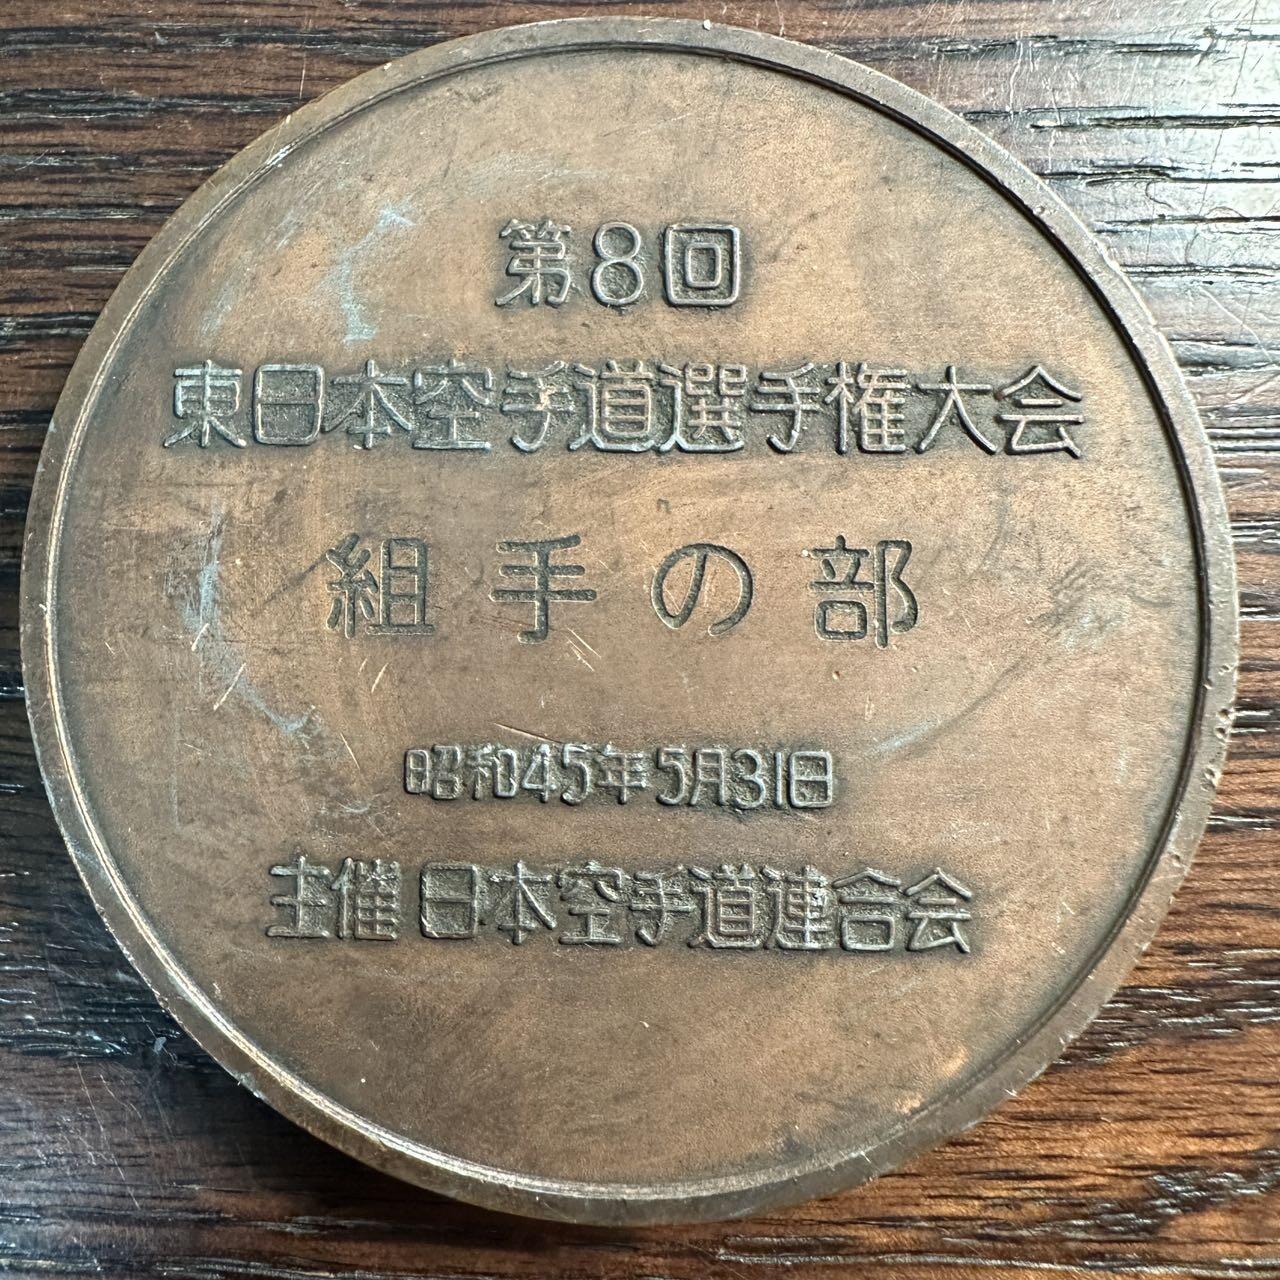 第8回
東日本空手道選手権大会
組手の部
昭和45年5月31日
主催 日本空手道連合会